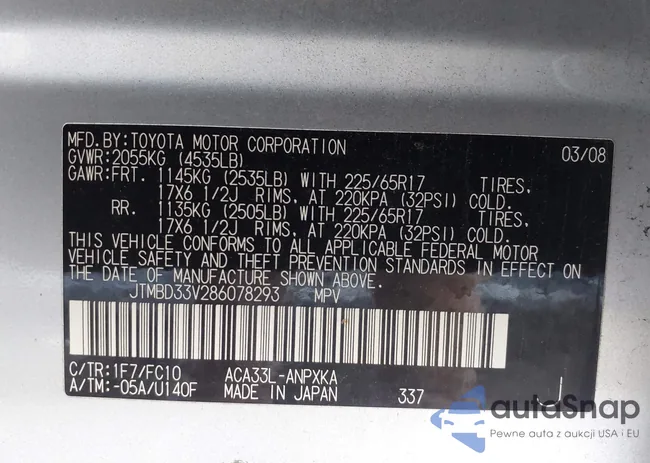 MFD.BY:TOYOTA MOTOR CORPORATION 03/08
GVWR:2055KG (4535LB)
GAWR:FRT. 1145KG (2535LB) WITH 225/65R17 TIRES,
17X6 1/2J RIMS, AT 220KPA (32PSI) COLD.
RR. 1135KG (2505LB) WITH 225/65R17 TIRES,
17X6 1/2J RIMS, AT 220KPA (32PSI) COLD.
THIS VEHICLE CONFORMS TO ALL APPLICABLE FEDERAL MOTOR
VEHICLE SAFETY AND THEFT PREVENTION STANDARDS IN EFFECT ON
THE DATE OF MANUFACTURE SHOWN ABOVE.
JTMBD33V286078293 MPV
C/TR:1F7/FC10 ACA33L-ANPXKA
A/TM:-05A/U140F MADE IN JAPAN 337 J
autoSnap
Pewne auta z aukcji USA i EU